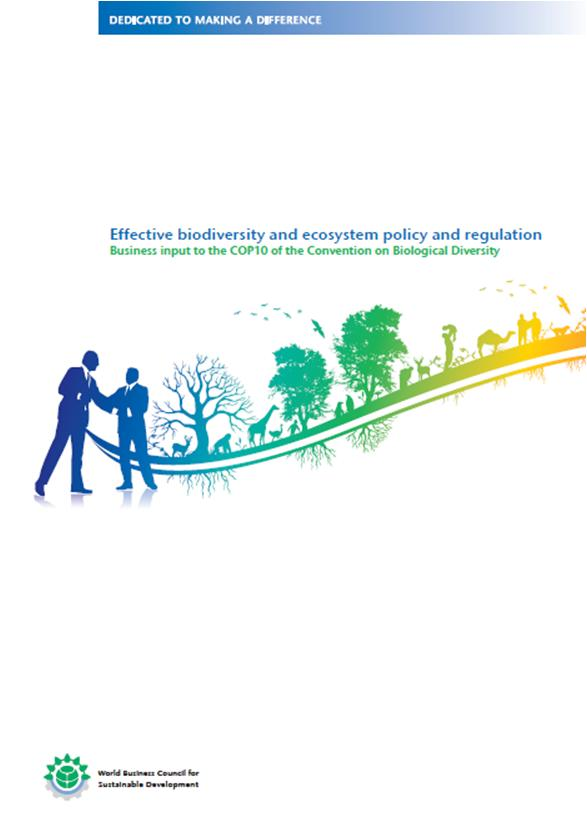 DEDICATED TO MAKING A DIFFERENCE
Effective biodiversity and ecosystem policy and regulation
Business input to the COP10 of the Convention on Biological Diversity
World Business Council for
Sustainable Development